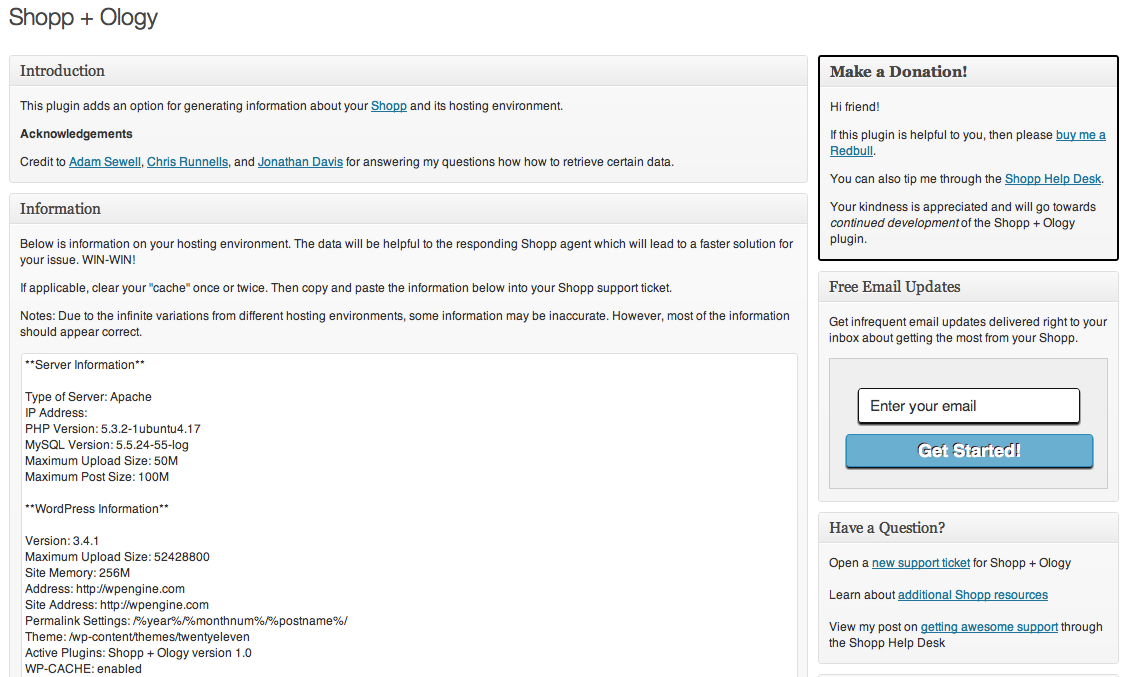 Shopp + Ology
Introduction
This plugin adds an option for generating information about your Shopp and its hosting environment.
Acknowledgements
Credit to Adam Sewell, Chris Runnells, and Jonathan Davis for answering my questions how how to retrieve certain data.
Information
Below is information on your hosting environment. The data will be helpful to the responding Shopp agent which will lead to a faster solution for
your issue. WIN-WIN!
If applicable, clear your "cache" once or twice. Then copy and paste the information below into your Shopp support ticket.
Notes: Due to the infinite variations from different hosting environments, some information may be inaccurate. However, most of the information
should appear correct.
**Server Information**
Type of Server: Apache
IP Address:
PHP Version: 5.3.2-1ubuntu4.17
MySQL Version: 5.5.24-55-log
Maximum Upload Size: 50M
Maximum Post Size: 100M
**WordPress Information**
Version: 3.4.1
Maximum Upload Size: 52428800
Site Memory: 256M
Address: http://wpengine.com
Site Address: http://wpengine.com
Permalink Settings: /%year%/%monthnum%/%postname%/
Theme: /wp-content/themes/twentyeleven
Active Plugins: Shopp + Ology version 1.0
WP-CACHE: enabled
Make a Donation!
Hi friend!
If this plugin is helpful to you, then please buy me a
Redbull.
You can also tip me through the Shopp Help Desk.
Your kindness is appreciated and will go towards
continued development of the Shopp + Ology
plugin.
Free Email Updates
Get infrequent email updates delivered right to your
inbox about getting the most from your Shopp.
Enter your email
Get Started!
Have a Question?
Open a new support ticket for Shopp + Ology
Learn about additional Shopp resources
View my post on getting awesome support through
the Shopp Help Desk